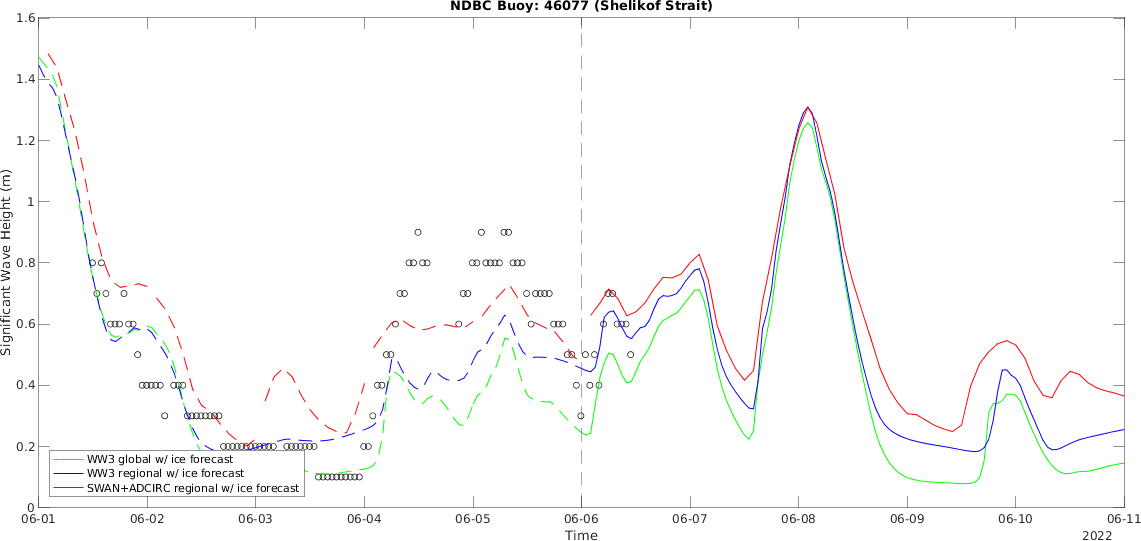 NDBC Buoy: 46077 (Shelikof Strait)
1.6
1.4
1.2
1
0.8
0.6
0.4
0.2
0
Significant Wave Height (m)
WW3 global w/ ice forecast
WW3 regional w/ ice forecast
SWAN+ADCIRC regional w/ ice forecast
06-01 06-02 06-03 06-04 06-05 06-06 06-07 06-08 06-09 06-10 06-11
Time
2022